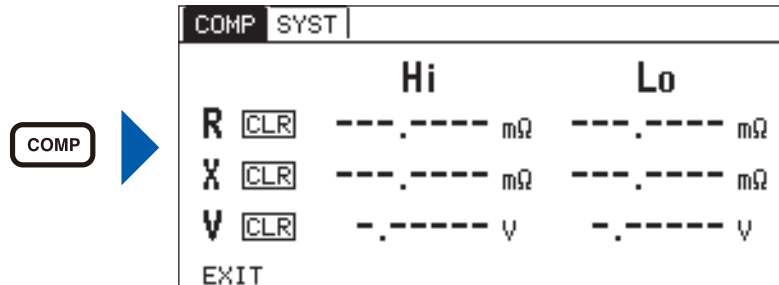 COMP
COMP SYST
Hi Lo
R CLR ---.---- mΩ ---.---- mΩ
X CLR ---.---- mΩ ---.---- mΩ
V CLR -.----- V -.----- V
EXIT